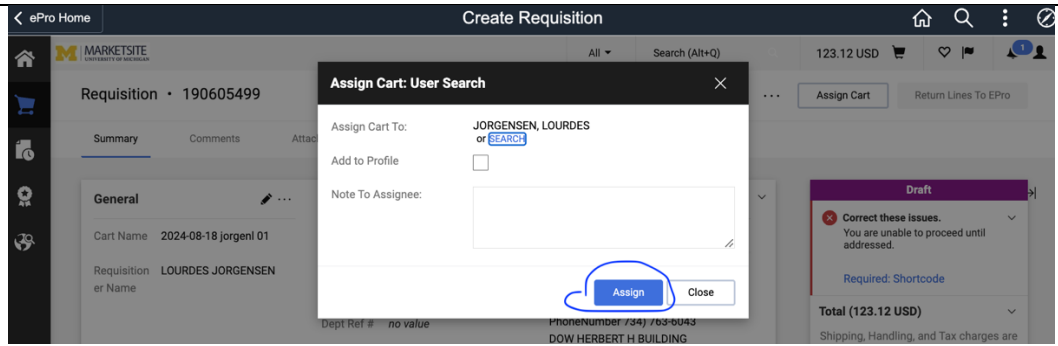 ePro Home
Create Requisition
MARKETSITE
UNIVERSITY OF MICHIGAN
All
Search (Alt+Q)
123.12 USD
1
Requisition • 190605499
...
Assign Cart
Return Lines To EPro
Summary
Comments
Attac
Assign Cart: User Search
Assign Cart To:
JORGENSEN, LOURDES
or SEARCH
Add to Profile
Note To Assignee:
Assign
Close
General
...
Cart Name 2024-08-18 jorgenl 01
Requisition LOURDES JORGENSEN
er Name
Dept Ref # no value
PhoneNumber 734) 763-6043
DOW HERBERT H BUILDING
Draft
Correct these issues.
You are unable to proceed until
addressed.
Required: Shortcode
Total (123.12 USD)
Shipping, Handling, and Tax charges are